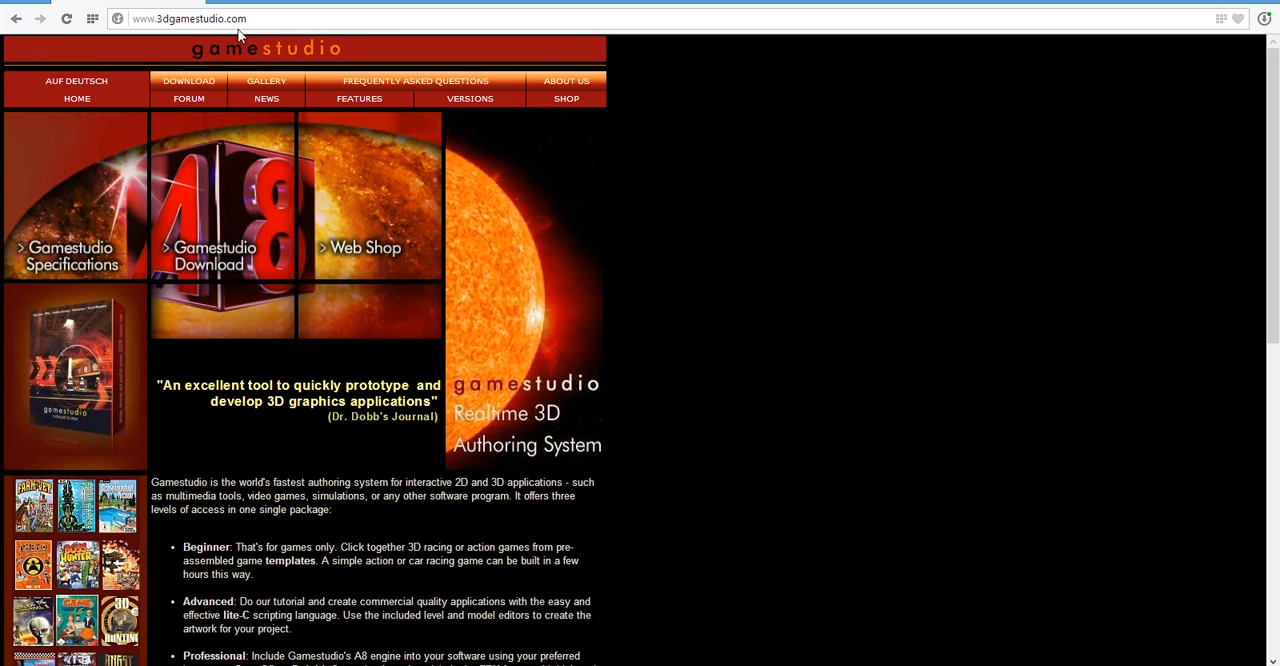 www.3dgamestudio.com
gamestudio
AUF DEUTSCH
DOWNLOAD
GALLERY
FREQUENTLY ASKED QUESTIONS
ABOUT US
HOME
FORUM
NEWS
FEATURES
VERSIONS
SHOP
A8
> Gamestudio
Specifications
> Gamestudio
Download
> Web Shop
gamestudio
"An excellent tool to quickly prototype and
develop 3D graphics applications"
(Dr. Dobb's Journal)
gamestudio
Realtime 3D
Authoring System
Gamestudio is the world's fastest authoring system for interactive 2D and 3D applications - such
as multimedia tools, video games, simulations, or any other software program. It offers three
levels of access in one single package:
• Beginner: That's for games only. Click together 3D racing or action games from pre-
assembled game templates. A simple action or car racing game can be built in a few
hours this way.
• Advanced: Do our tutorial and create commercial quality applications with the easy and
effective lite-C scripting language. Use the included level and model editors to create the
artwork for your project.
• Professional: Include Gamestudio's A8 engine into your software using your preferred